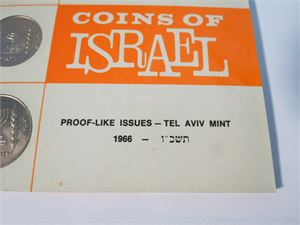 COINS OF
ISRAEL
PROOF-LIKE ISSUES — TEL AVIV MINT
1966 — תשכ"ו